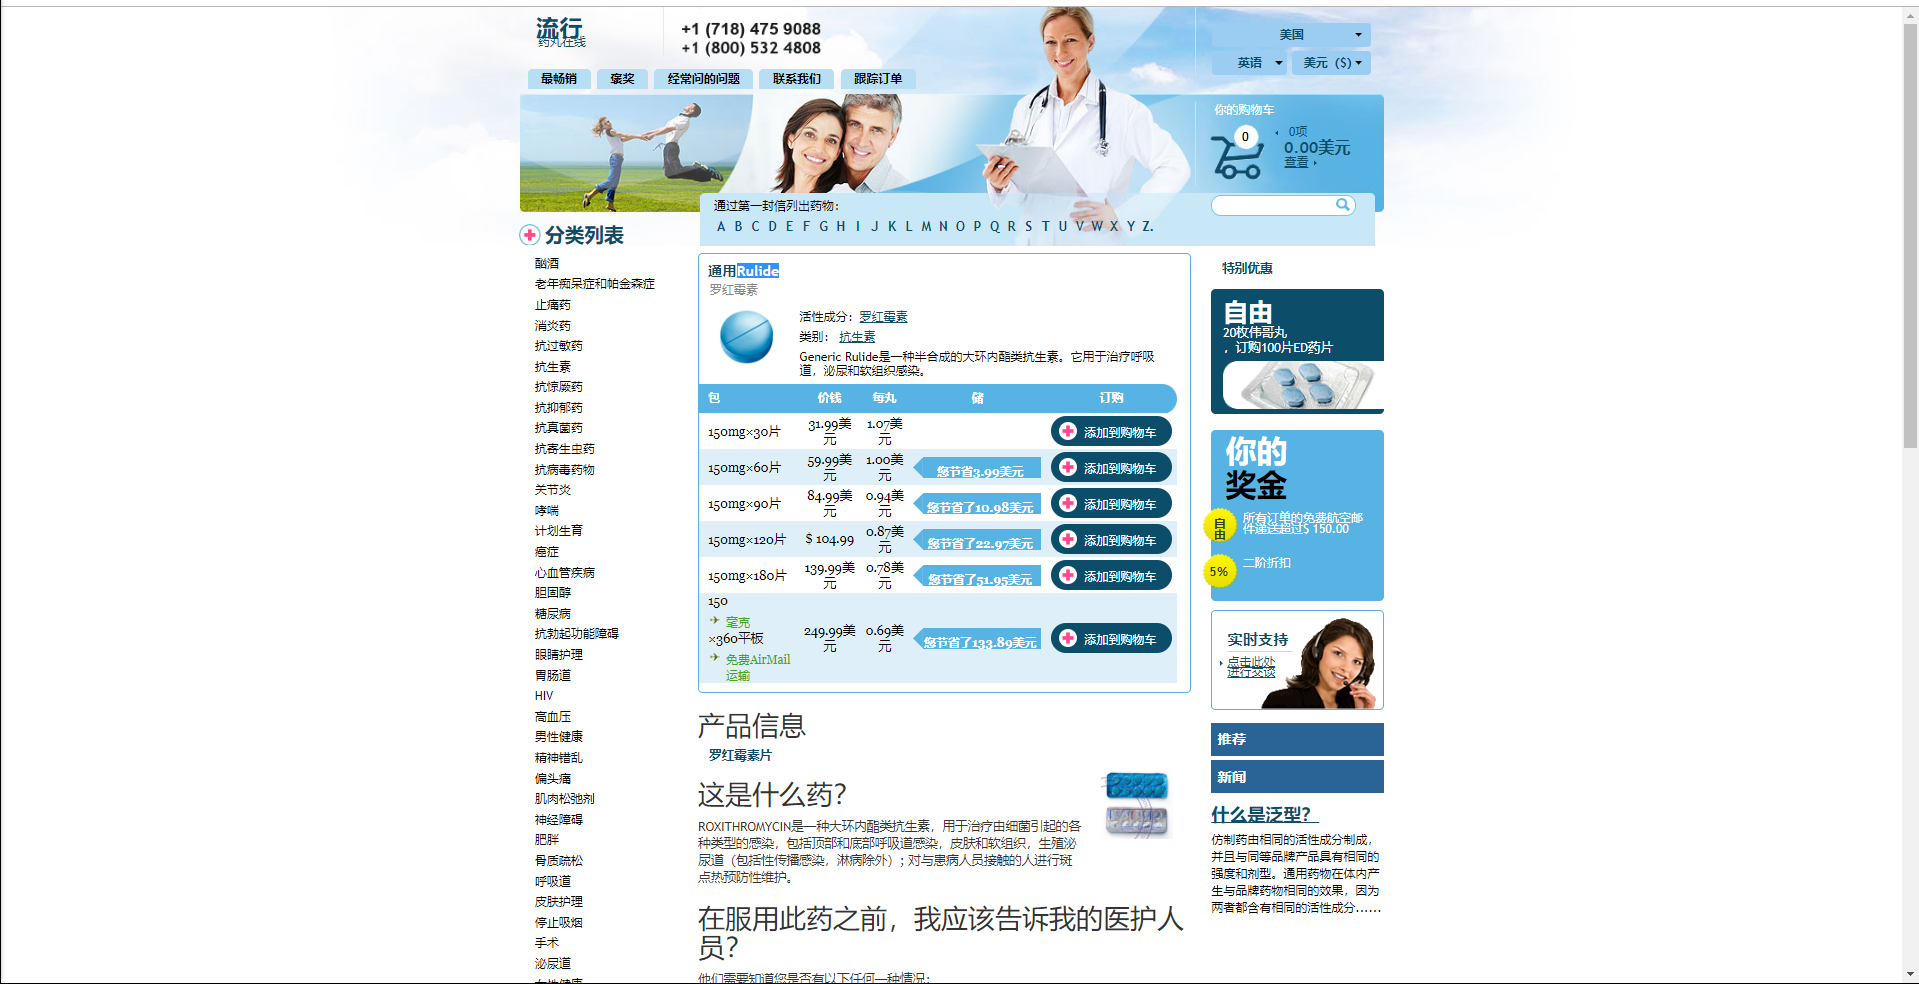 流行
药丸在线
+1 (718) 475 9088
+1 (800) 532 4808
美国
英语
美元（$）
最畅销
褒奖
经常问的问题
联系我们
跟踪订单
你的购物车
0
0项
0.00美元
查看
通过第一封信列出药物：
A B C D E F G H I J K L M N O P Q R S T U V W X Y Z.
分类列表
酗酒
老年痴呆症和帕金森症
止痛药
消炎药
抗过敏药
抗生素
抗惊厥药
抗抑郁药
抗真菌药
抗寄生虫药
抗病毒药物
关节炎
哮喘
计划生育
癌症
心血管疾病
胆固醇
糖尿病
抗勃起功能障碍
眼睛护理
胃肠道
HIV
高血压
男性健康
精神错乱
偏头痛
肌肉松弛剂
神经障碍
肥胖
骨质疏松
呼吸道
皮肤护理
停止吸烟
手术
泌尿道
女性健康
通用Rulide
罗红霉素
活性成分：罗红霉素
类别： 抗生素
Generic Rulide是一种半合成的大环内酯类抗生素。它用于治疗呼吸
道，泌尿和软组织感染。
包 价钱 每丸 储 订购
150mg×30片 31.99美元 1.07美元 添加到购物车
150mg×60片 59.99美元 1.00美元 您节省3.99美元 添加到购物车
150mg×90片 84.99美元 0.94美元 您节省了10.98美元 添加到购物车
150mg×120片 $ 104.99 0.87美元 您节省了22.97美元 添加到购物车
150mg×180片 139.99美元 0.78美元 您节省了51.95美元 添加到购物车
150
毫克
×360平板 249.99美元 0.69美元 您节省了133.89美元 添加到购物车
免费AirMail
运输
产品信息
罗红霉素片
这是什么药？
ROXITHROMYCIN是一种大环内酯类抗生素，用于治疗由细菌引起的各
种类型的感染，包括顶部和底部呼吸道感染，皮肤和软组织，生殖泌
尿道（包括性传播感染，淋病除外）; 对与患病人员接触的人进行斑
点热预防性维护。
在服用此药之前，我应该告诉我的医护人
员？
他们需要知道您是否有以下任何一种情况：
特别优惠
自由
20枚伟哥丸
，订购100片ED药片
你的
奖金
自由
所有订单的免费航空邮
件递送超过$ 150.00
5%
二阶折扣
实时支持
点击此处
进行交谈
推荐
新闻
什么是泛型？
仿制药由相同的活性成分制成，
并且与同等品牌产品具有相同的
强度和剂型。通用药物在体内产
生与品牌药物相同的效果，因为
两者都含有相同的活性成分……